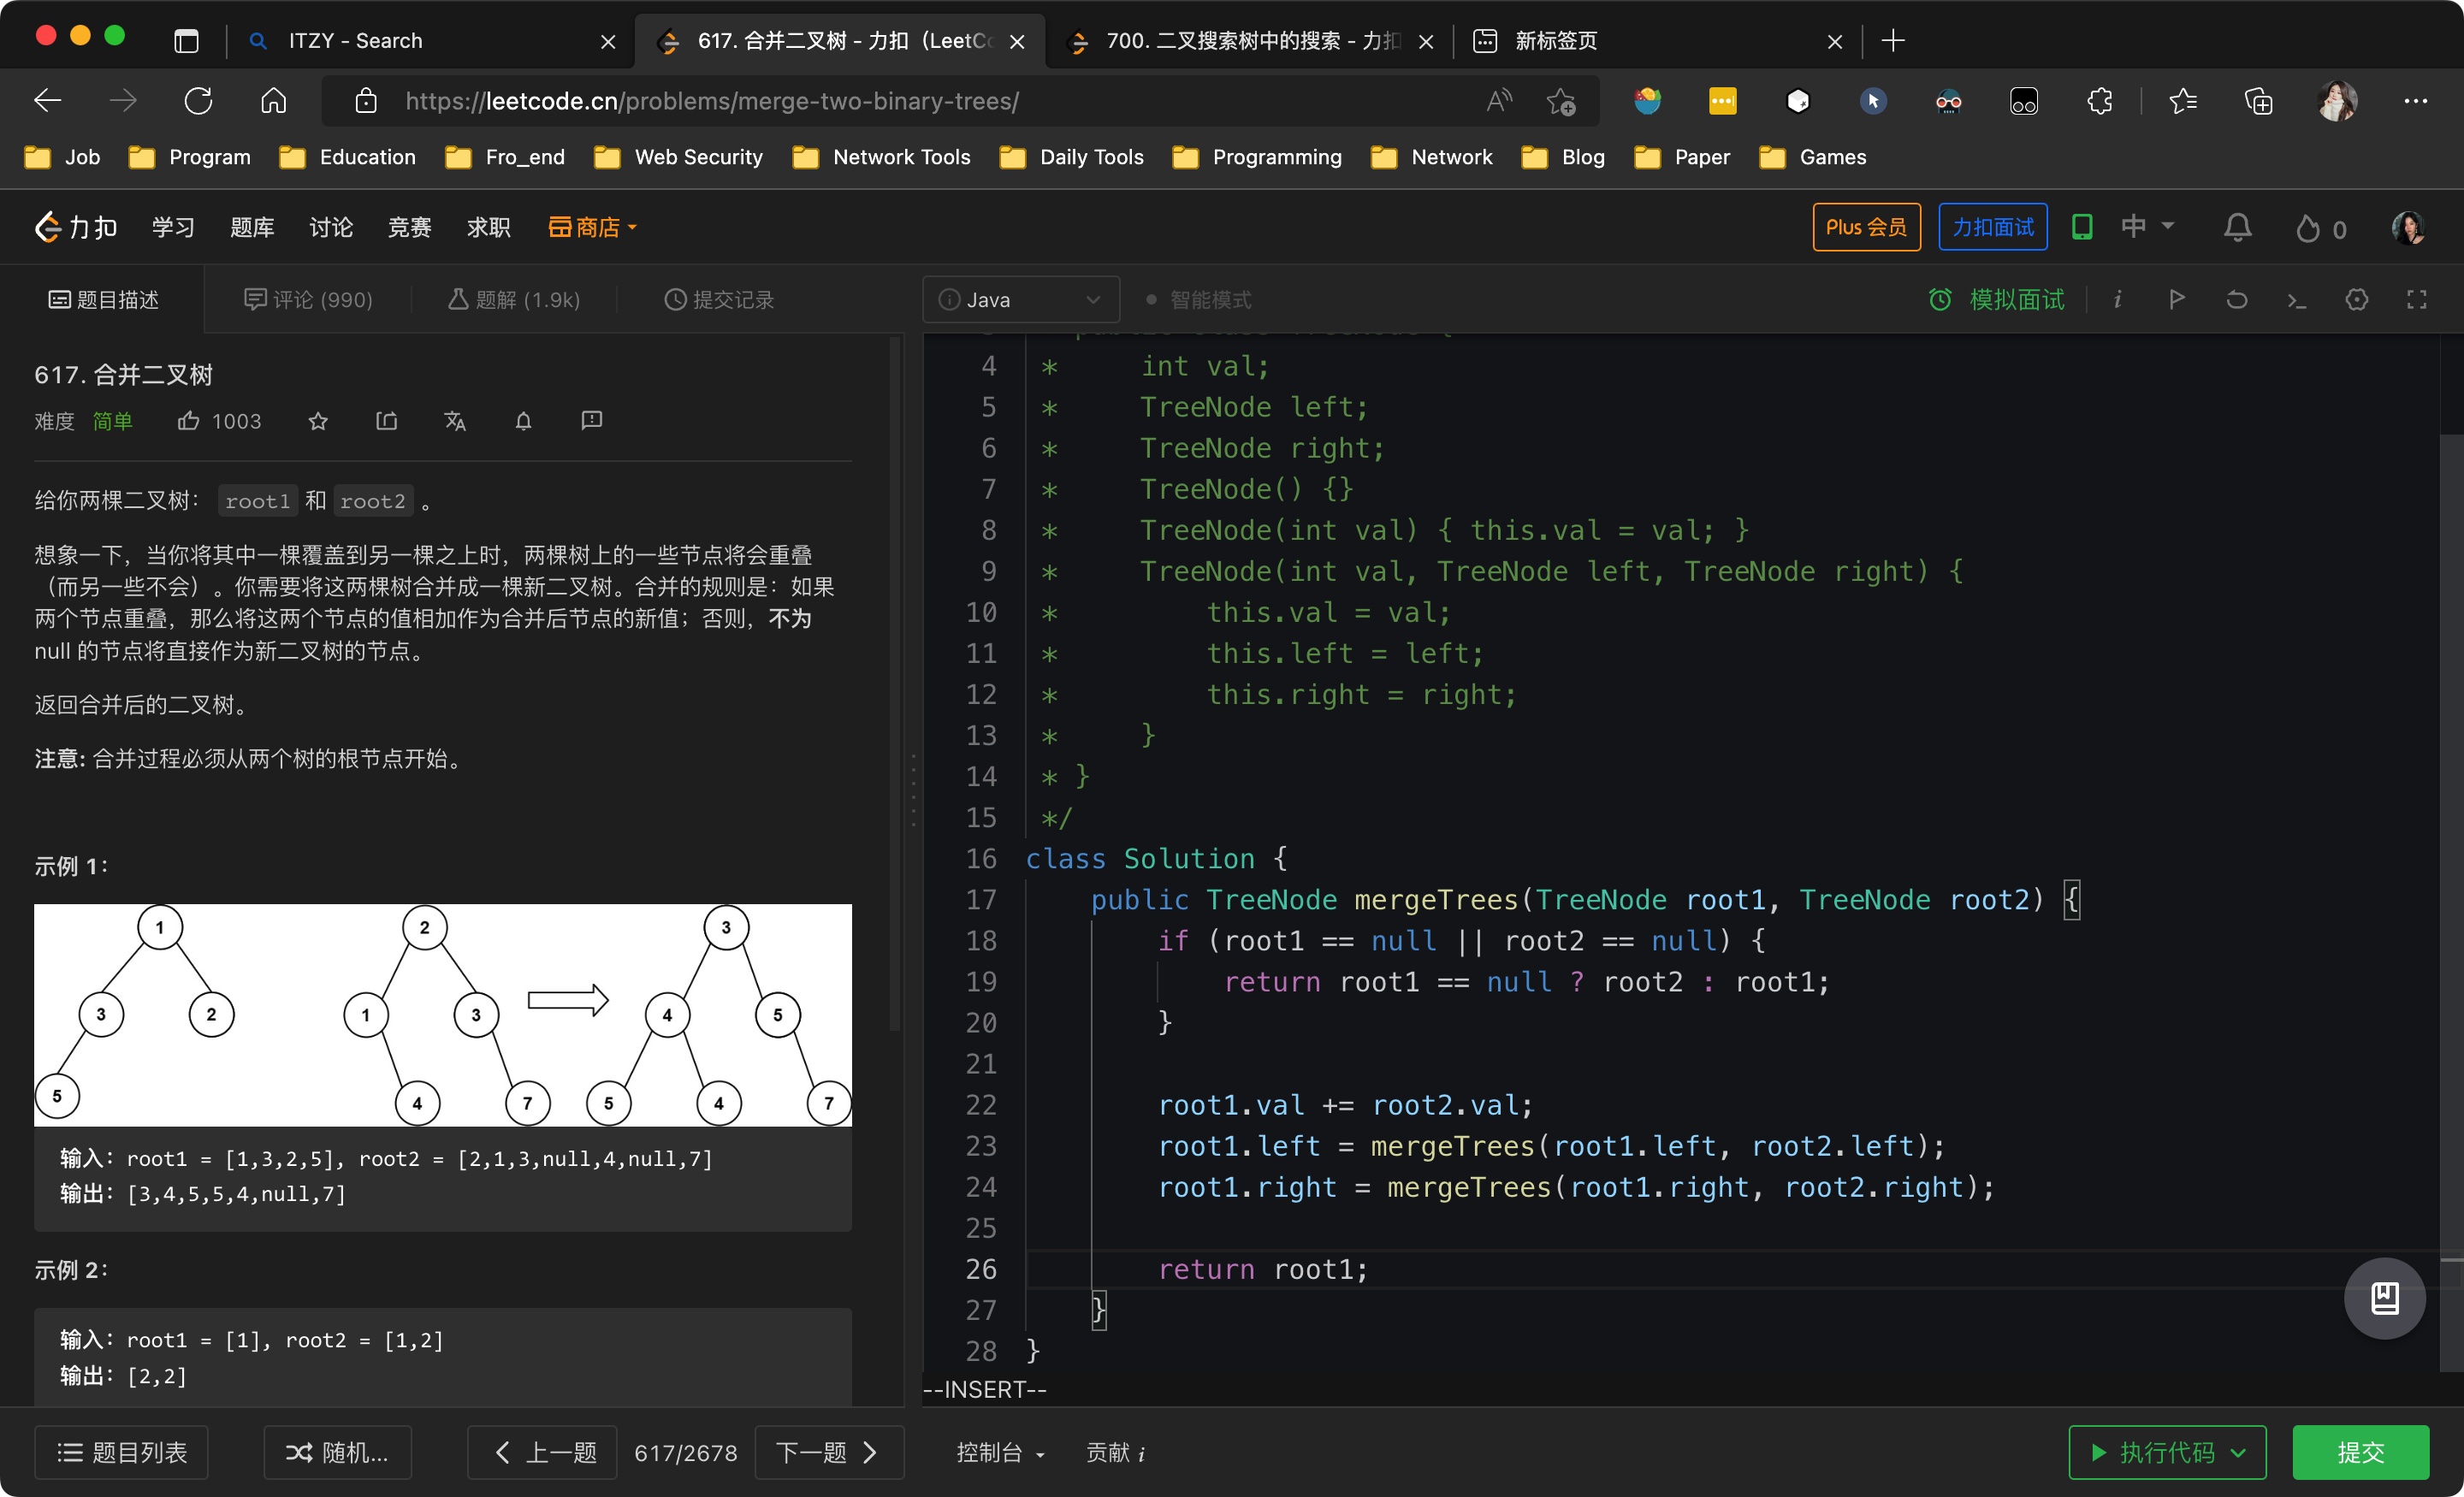 ITZY - Search
617. 合并二叉树 - 力扣（LeetCo
700. 二叉搜索树中的搜索 - 力扣
新标签页
https://leetcode.cn/problems/merge-two-binary-trees/
Job Program Education Fro_end Web Security Network Tools Daily Tools Programming Network Blog Paper Games
力扣 学习 题库 讨论 竞赛 求职 商店 Plus 会员 力扣面试 中 0
题目描述 评论 (990) 题解 (1.9k) 提交记录
Java 智能模式 模拟面试
617. 合并二叉树
难度 简单 1003
给你两棵二叉树： root1 和 root2 。
想象一下，当你将其中一棵覆盖到另一棵之上时，两棵树上的一些节点将会重叠
（而另一些不会）。你需要将这两棵树合并成一棵新二叉树。合并的规则是：如果
两个节点重叠，那么将这两个节点的值相加作为合并后节点的新值；否则，不为
null 的节点将直接作为新二叉树的节点。
返回合并后的二叉树。
注意: 合并过程必须从两个树的根节点开始。
示例 1：
1 2 3
3 2 1 3 4 5
5 4 7 5 4 7
输入：root1 = [1,3,2,5], root2 = [2,1,3,null,4,null,7]
输出：[3,4,5,5,4,null,7]
示例 2：
输入：root1 = [1], root2 = [1,2]
输出：[2,2]
4 *     int val;
5 *     TreeNode left;
6 *     TreeNode right;
7 *     TreeNode() {}
8 *     TreeNode(int val) { this.val = val; }
9 *     TreeNode(int val, TreeNode left, TreeNode right) {
10 *         this.val = val;
11 *         this.left = left;
12 *         this.right = right;
13 *     }
14 * }
15 */
16 class Solution {
17     public TreeNode mergeTrees(TreeNode root1, TreeNode root2) {
18         if (root1 == null || root2 == null) {
19             return root1 == null ? root2 : root1;
20         }
21
22         root1.val += root2.val;
23         root1.left = mergeTrees(root1.left, root2.left);
24         root1.right = mergeTrees(root1.right, root2.right);
25
26         return root1;
27     }
28 }
--INSERT--
题目列表 随机... 上一题 617/2678 下一题 控制台 贡献 i 执行代码 提交